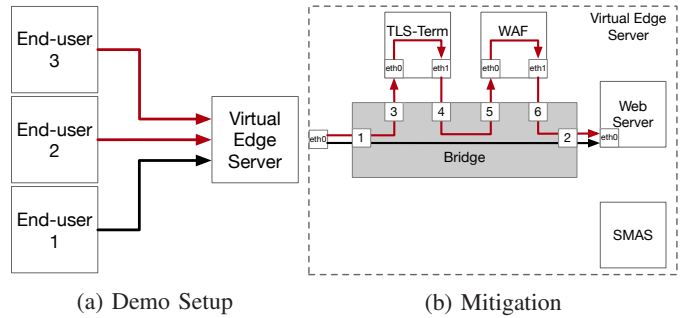 End-user
3
End-user
2
End-user
1
Virtual
Edge
Server
(a) Demo Setup
Virtual Edge
Server
TLS-Term
WAF
eth0
eth1
eth0
eth1
3
4
5
6
eth0
1
2
Bridge
Web
Server
eth0
SMAS
(b) Mitigation